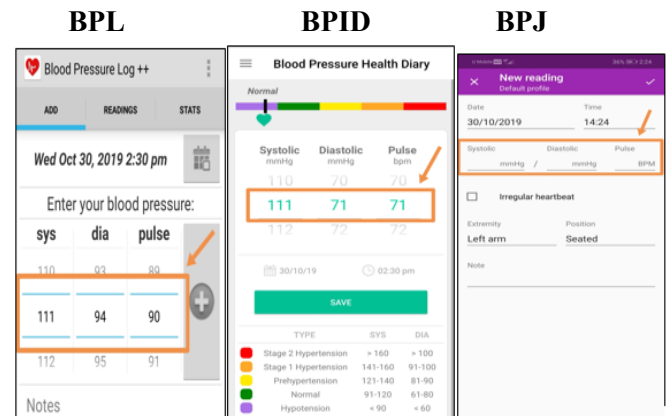 BPL BPID BPJ
Blood Pressure Log ++
ADD READINGS STATS
Wed Oct 30, 2019 2:30 pm
Enter your blood pressure:
sys dia pulse
110 93 89
111 94 90
112 95 91
Notes
Blood Pressure Health Diary
Normal
Systolic Diastolic Pulse
mmHg mmHg bpm
110 70 70
111 71 71
112 72 72
30/10/19 02:30 pm
SAVE
TYPE SYS DIA
Stage 2 Hypertension > 160 > 100
Stage 1 Hypertension 141-160 91-100
Prehypertension 121-140 81-90
Normal 91-120 61-80
Hypotension < 90 < 60
2:24
New reading
Default profile
Date Time
30/10/2019 14:24
Systolic Diastolic Pulse
mmHg / mmHg BPM
Irregular heartbeat
Extremity Position
Left arm Seated
Note